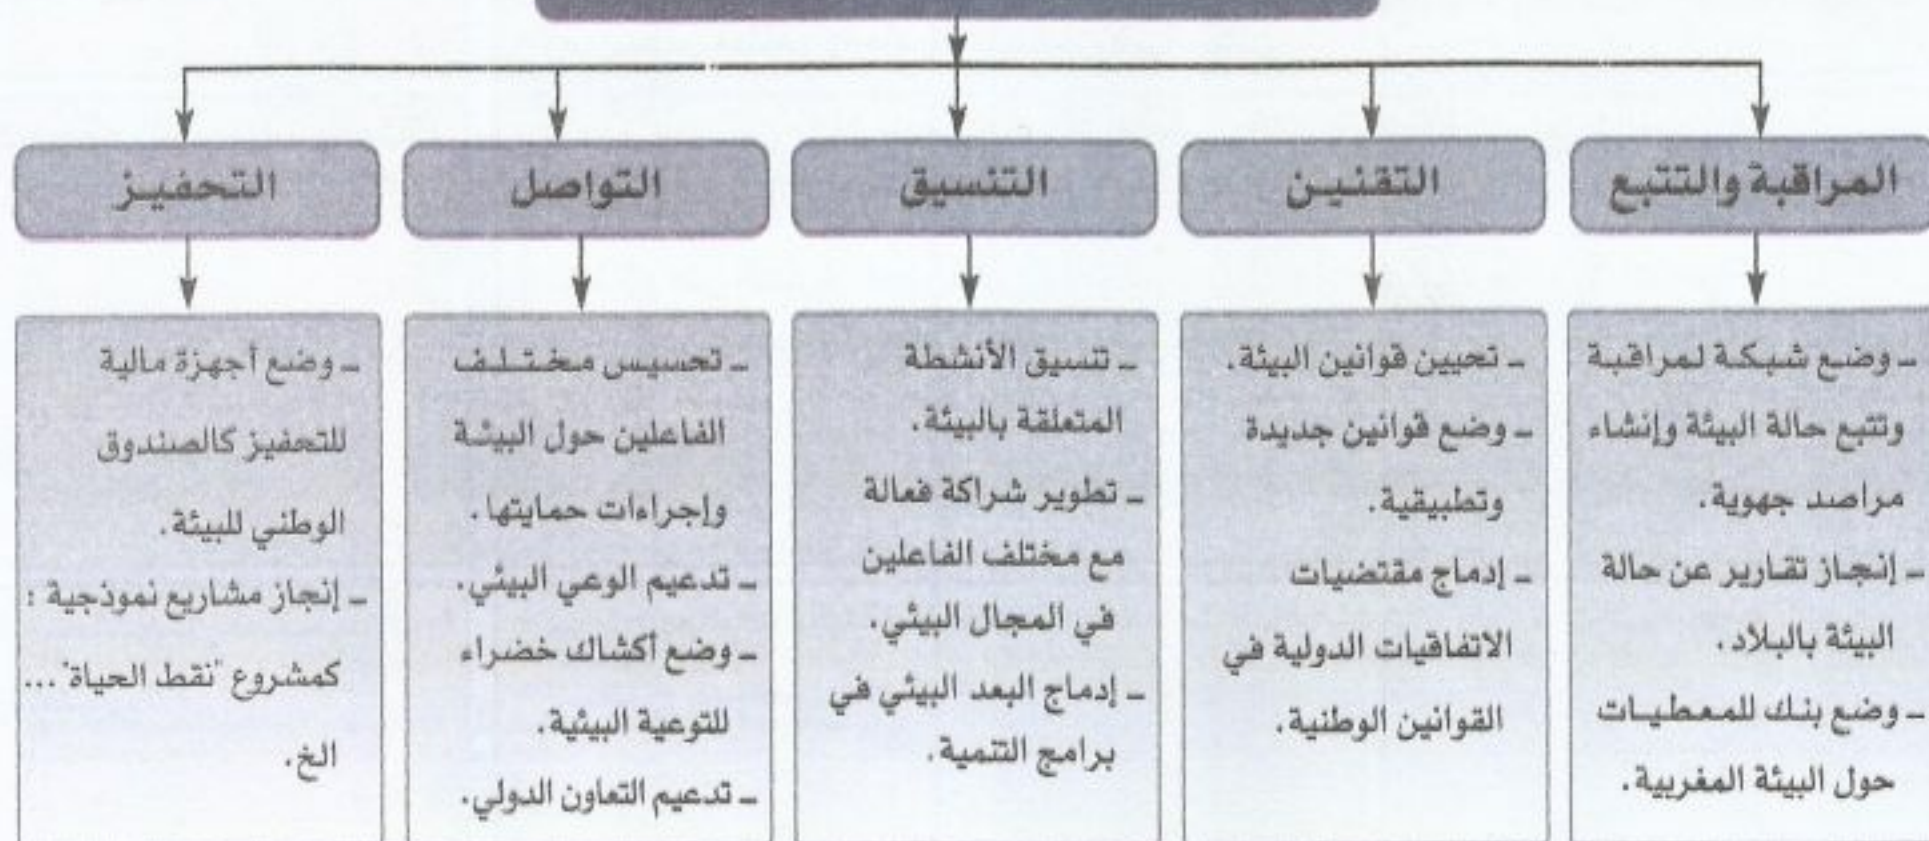 المراقبة والتتبع
التقنيـن
التنسيق
التواصل
التحفيـز
ـ وضع شبكة لمراقبة
وتتبع حالة البيئة وإنشاء
مراصد جهوية.
ـ إنجاز تقارير عن حالة
البيئة بالبلاد.
ـ وضع بنك للمعطيات
حول البيئة المغربية.
ـ تحيين قوانين البيئة.
ـ وضع قوانين جديدة
وتطبيقية.
ـ إدماج مقتضيات
الاتفاقيات الدولية في
القوانين الوطنية.
ـ تنسيق الأنشطة
المتعلقة بالبيئة.
ـ تطوير شراكة فعالة
مع مختلف الفاعلين
في المجال البيئي.
ـ إدماج البعد البيئي في
برامج التنمية.
ـ تحسيس مختلف
الفاعلين حول البيئة
وإجراءات حمايتها.
ـ تدعيم الوعي البيئي.
ـ وضع أكشاك خضراء
للتوعية البيئية.
ـ تدعيم التعاون الدولي.
ـ وضع أجهزة مالية
للتحفيز كالصندوق
الوطني للبيئة.
ـ إنجاز مشاريع نموذجية :
كمشروع "نقط الحياة"...
الخ.